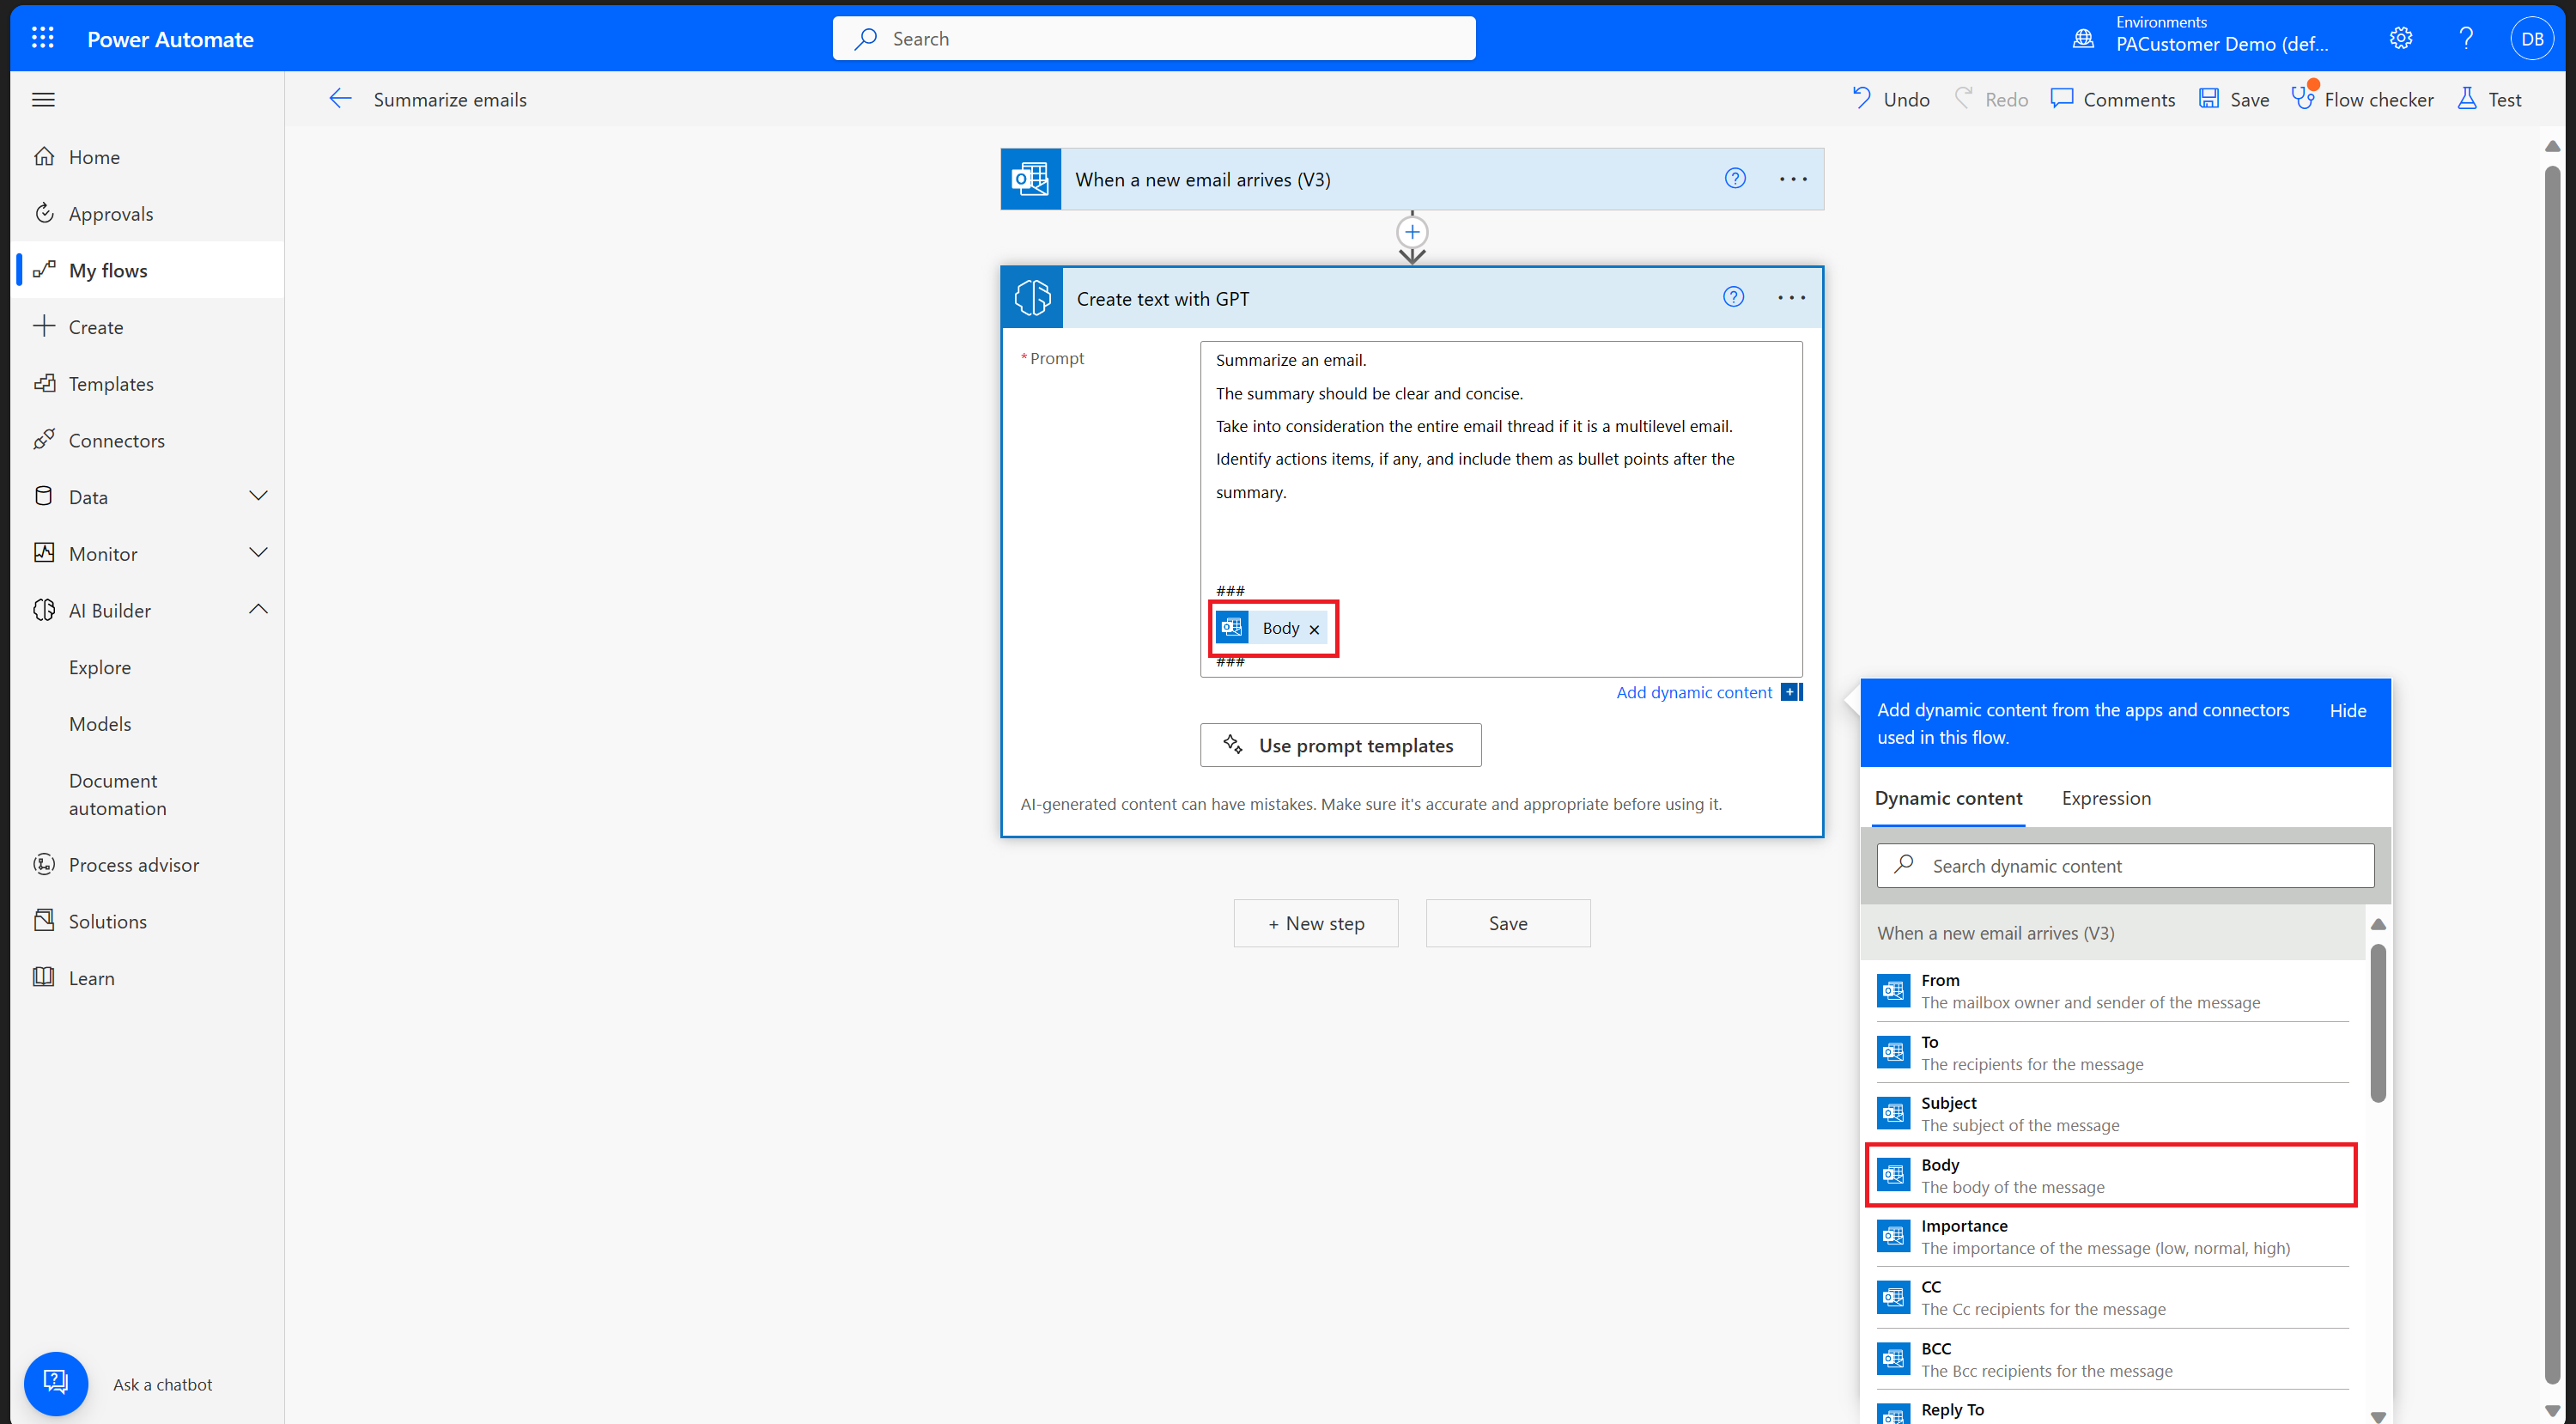 Power Automate
Search
Environments
PACustomer Demo (def...
?
DB
Summarize emails
Undo
Redo
Comments
Save
Flow checker
Test
Home
Approvals
My flows
Create
Templates
Connectors
Data
Monitor
AI Builder
Explore
Models
Document
automation
Process advisor
Solutions
Learn
Ask a chatbot
When a new email arrives (V3)
?
...
Create text with GPT
?
...
* Prompt
Summarize an email.
The summary should be clear and concise.
Take into consideration the entire email thread if it is a multilevel email.
Identify actions items, if any, and include them as bullet points after the
summary.
###
Body ×
###
Add dynamic content
Use prompt templates
AI-generated content can have mistakes. Make sure it's accurate and appropriate before using it.
+ New step
Save
Add dynamic content from the apps and connectors
used in this flow.
Hide
Dynamic content
Expression
Search dynamic content
When a new email arrives (V3)
From
The mailbox owner and sender of the message
To
The recipients for the message
Subject
The subject of the message
Body
The body of the message
Importance
The importance of the message (low, normal, high)
CC
The Cc recipients for the message
BCC
The Bcc recipients for the message
Reply To